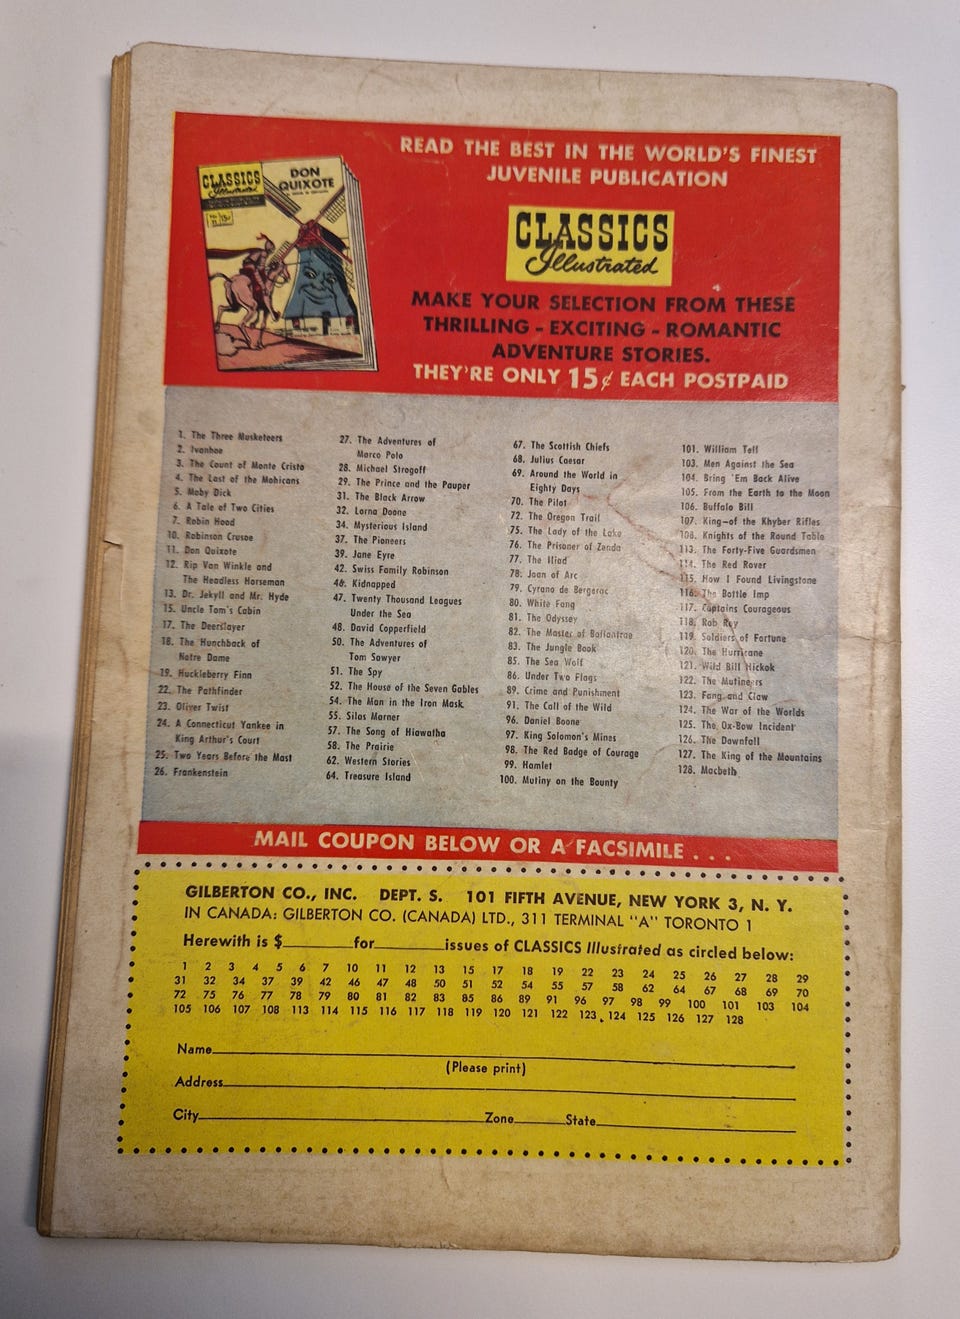 READ THE BEST IN THE WORLD'S FINEST
JUVENILE PUBLICATION
CLASSICS
Illustrated
DON
QUIXOTE
CLASSICS
Illustrated
MAKE YOUR SELECTION FROM THESE
THRILLING - EXCITING - ROMANTIC
ADVENTURE STORIES.
THEY'RE ONLY 15¢ EACH POSTPAID
1. The Three Musketeers
2. Ivanhoe
3. The Count of Monte Cristo
4. The Last of the Mohicans
5. Moby Dick
6. A Tale of Two Cities
7. Robin Hood
10. Robinson Crusoe
11. Don Quixote
12. Rip Van Winkle and
The Headless Horseman
13. Dr. Jekyll and Mr. Hyde
15. Uncle Tom's Cabin
17. The Deerslayer
18. The Hunchback of
Notre Dame
19. Huckleberry Finn
22. The Pathfinder
23. Oliver Twist
24. A Connecticut Yankee in
King Arthur's Court
25. Two Years Before the Mast
26. Frankenstein
27. The Adventures of
Marco Polo
28. Michael Strogoff
29. The Prince and the Pauper
31. The Black Arrow
32. Lorna Doone
34. Mysterious Island
37. The Pioneers
39. Jane Eyre
42. Swiss Family Robinson
46. Kidnapped
47. Twenty Thousand Leagues
Under the Sea
48. David Copperfield
50. The Adventures of
Tom Sawyer
51. The Spy
52. The House of the Seven Gables
54. The Man in the Iron Mask
55. Silas Marner
57. The Song of Hiawatha
58. The Prairie
62. Western Stories
64. Treasure Island
67. The Scottish Chiefs
68. Julius Caesar
69. Around the World in
Eighty Days
70. The Pilot
72. The Oregon Trail
75. The Lady of the Lake
76. The Prisoner of Zenda
77. The Iliad
78. Joan of Arc
79. Cyrano de Bergerac
80. White Fang
81. The Odyssey
82. The Master of Ballantrae
83. The Jungle Book
85. The Sea Wolf
86. Under Two Flags
89. Crime and Punishment
91. The Call of the Wild
96. Daniel Boone
97. King Solomon's Mines
98. The Red Badge of Courage
99. Hamlet
100. Mutiny on the Bounty
101. William Tell
103. Men Against the Sea
104. Bring 'Em Back Alive
105. From the Earth to the Moon
106. Buffalo Bill
107. King—of the Khyber Rifles
108. Knights of the Round Table
113. The Forty-Five Guardsmen
114. The Red Rover
115. How I Found Livingstone
116. The Bottle Imp
117. Captains Courageous
118. Rob Roy
119. Soldiers of Fortune
120. The Hurricane
121. Wild Bill Hickok
122. The Mutineers
123. Fang and Claw
124. The War of the Worlds
125. The Ox-Bow Incident
126. The Downfall
127. The King of the Mountains
128. Macbeth
MAIL COUPON BELOW OR A FACSIMILE . . .
GILBERTON CO., INC. DEPT. S. 101 FIFTH AVENUE, NEW YORK 3, N. Y.
IN CANADA: GILBERTON CO. (CANADA) LTD., 311 TERMINAL "A" TORONTO 1
Herewith is $ for issues of CLASSICS Illustrated as circled below:
1 2 3 4 5 6 7 10 11 12 13 15 17 18 19 22 23 24 25 26 27 28 29
31 32 34 37 39 42 46 47 48 50 51 52 54 55 57 58 62 64 67 68 69 70
72 75 76 77 78 79 80 81 82 83 85 86 89 91 96 97 98 99 100 101 103 104
105 106 107 108 113 114 115 116 117 118 119 120 121 122 123 124 125 126 127 128
Name
(Please print)
Address
City Zone State